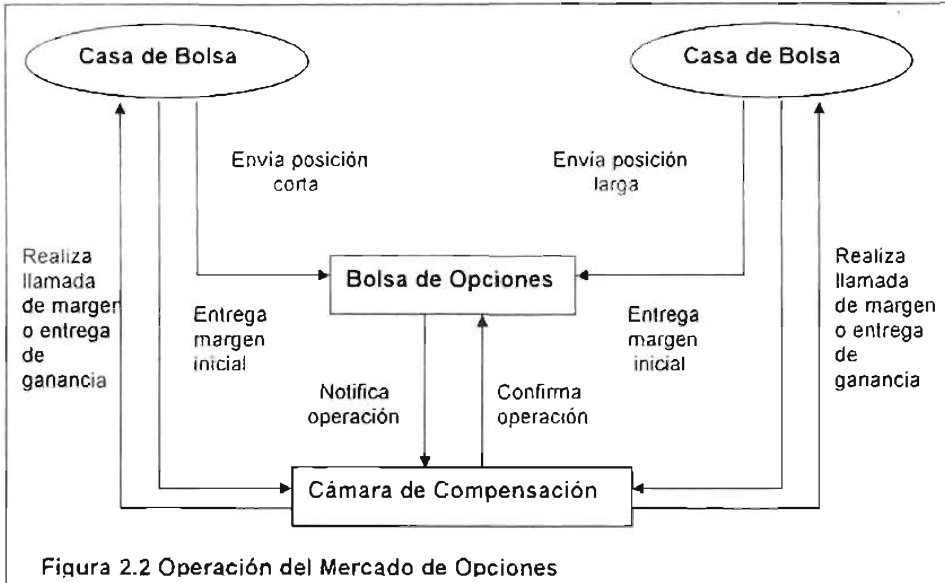 Casa de Bolsa
Casa de Bolsa
Envia posición
corta
Envía posición
larga
Realiza
llamada
de margen
o entrega
de
ganancia
Bolsa de Opciones
Realiza
llamada
de margen
o entrega
de
ganancia
Entrega
margen
inicial
Entrega
margen
inicial
Notifica
operación
Confirma
operación
Cámara de Compensación
Figura 2.2 Operación del Mercado de Opciones